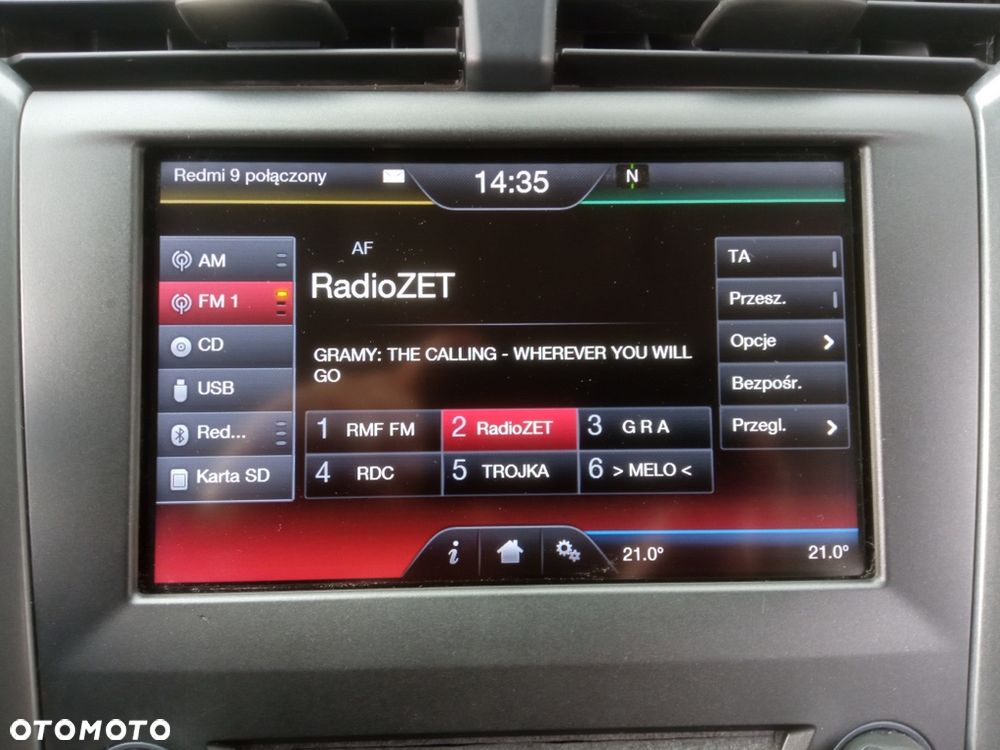 Redmi 9 połączony
14:35
N
AM
FM 1
CD
USB
Red...
Karta SD
AF
RadioZET
GRAMY: THE CALLING - WHEREVER YOU WILL
GO
1 RMF FM
2 RadioZET
3 G R A
4 RDC
5 TROJKA
6 > MELO <
TA
Przesz.
Opcje
Bezpośr.
Przegl.
i
21.0°
21.0°
OTOMOTO